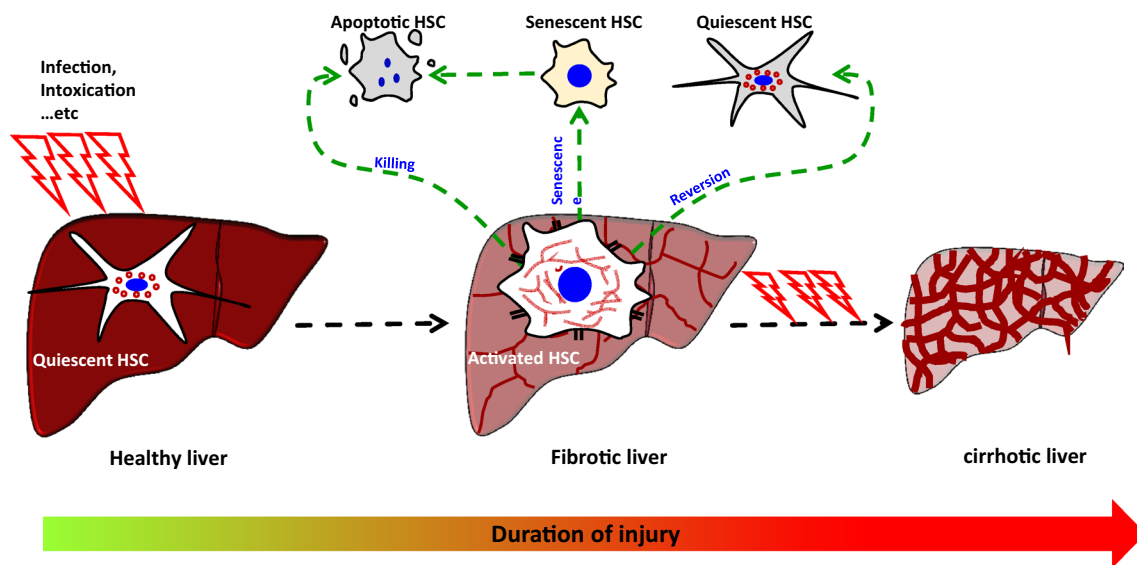 Apoptotic HSC
Senescent HSC
Quiescent HSC
Infection,
Intoxication
...etc
Killing
Senescenc
e
Reversion
Quiescent HSC
Activated HSC
Healthy liver
Fibrotic liver
cirrhotic liver
Duration of injury